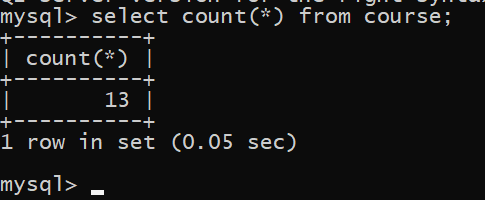 mysql> select count(*) from course;
+----------+
| count(*) |
+----------+
|       13 |
+----------+
1 row in set (0.05 sec)
mysql>